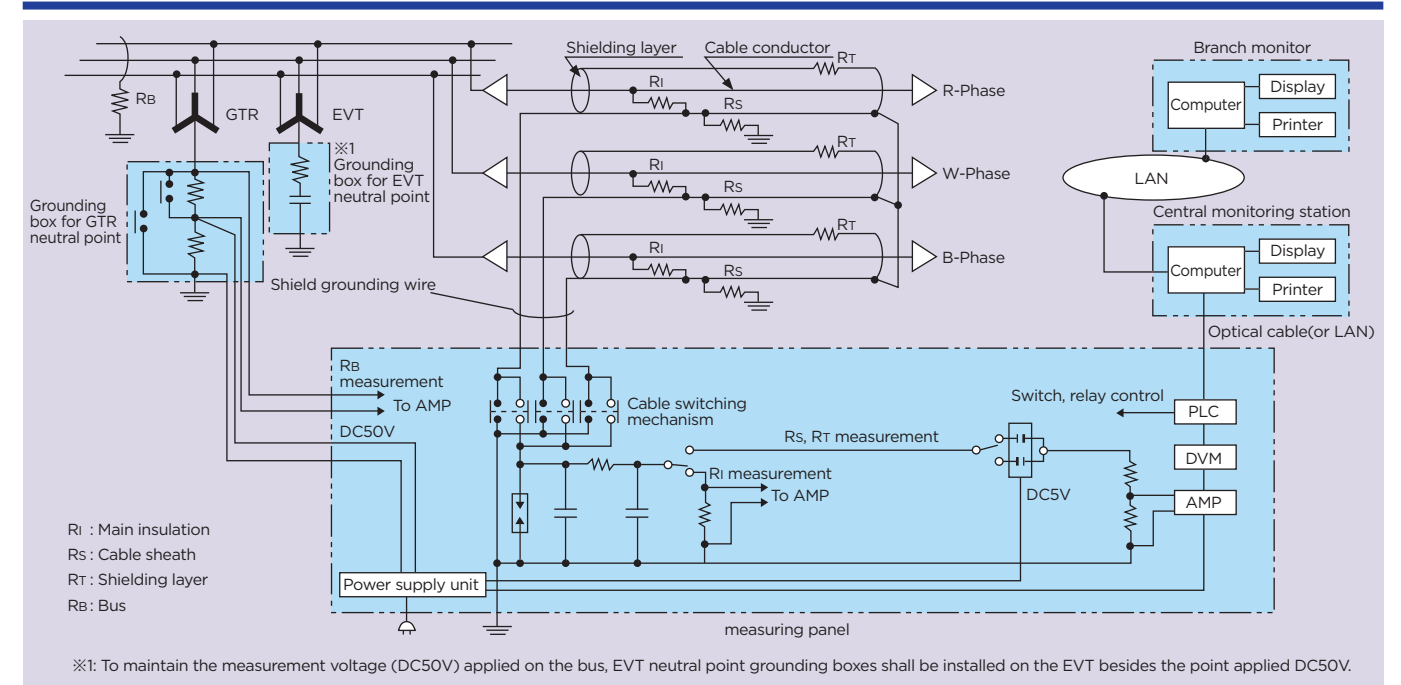 Shielding layer
Cable conductor
RT
Branch monitor
RB
GTR
EVT
RI
RS
R-Phase
Computer
Display
Printer
※1
Grounding
box for EVT
neutral point
RT
RI
RS
W-Phase
LAN
Grounding
box for GTR
neutral point
Central monitoring station
RT
RI
RS
B-Phase
Computer
Display
Printer
Shield grounding wire
Optical cable(or LAN)
RB
measurement
To AMP
DC50V
Cable switching
mechanism
Switch, relay control
PLC
RS, RT measurement
DVM
RI measurement
To AMP
DC5V
AMP
RI : Main insulation
RS : Cable sheath
RT : Shielding layer
RB : Bus
Power supply unit
measuring panel
※1: To maintain the measurement voltage (DC50V) applied on the bus, EVT neutral point grounding boxes shall be installed on the EVT besides the point applied DC50V.